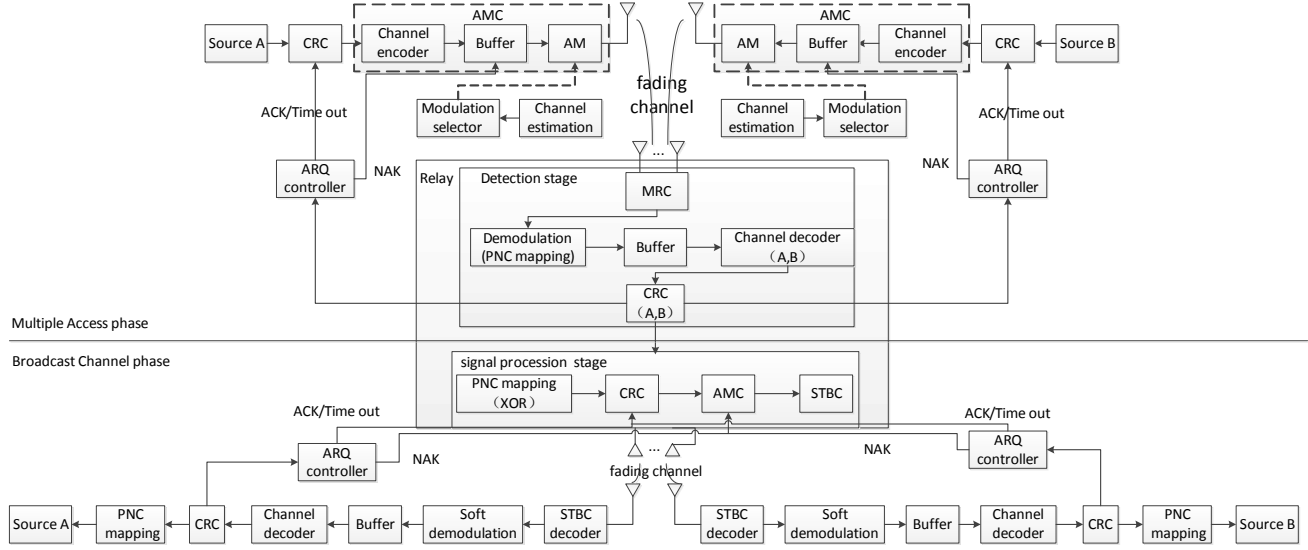 AMC
AMC
Source A
CRC
Channel
encoder
Buffer
AM
AM
Buffer
Channel
encoder
CRC
Source B
fading
channel
ACK/Time out
Modulation
selector
Channel
estimation
Channel
estimation
Modulation
selector
ACK/Time out
...
ARQ
controller
NAK
Relay
Detection stage
MRC
NAK
ARQ
controller
Demodulation
(PNC mapping)
Buffer
Channel decoder
（A,B）
CRC
（A,B）
Multiple Access phase
Broadcast Channel phase
signal procession stage
PNC mapping
（XOR）
CRC
AMC
STBC
ACK/Time out
ACK/Time out
ARQ
controller
NAK
...
fading channel
NAK
ARQ
controller
Source A
PNC
mapping
CRC
Channel
decoder
Buffer
Soft
demodulation
STBC
decoder
STBC
decoder
Soft
demodulation
Buffer
Channel
decoder
CRC
PNC
mapping
Source B